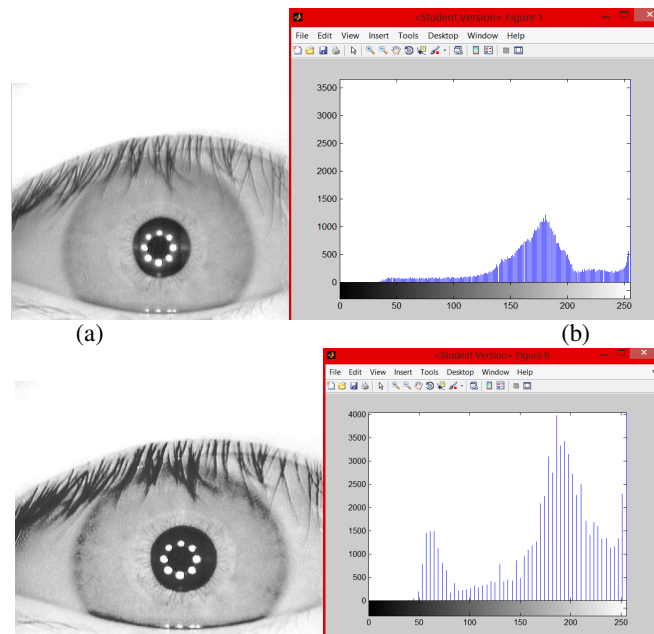 <Student Version> Figure 1
File Edit View Insert Tools Desktop Window Help
3500
3000
2500
2000
1500
1000
500
0
0 50 100 150 200 250
(a) (b)
<Student Version> Figure 6
File Edit View Insert Tools Desktop Window Help
4000
3500
3000
2500
2000
1500
1000
500
0
0 50 100 150 200 250